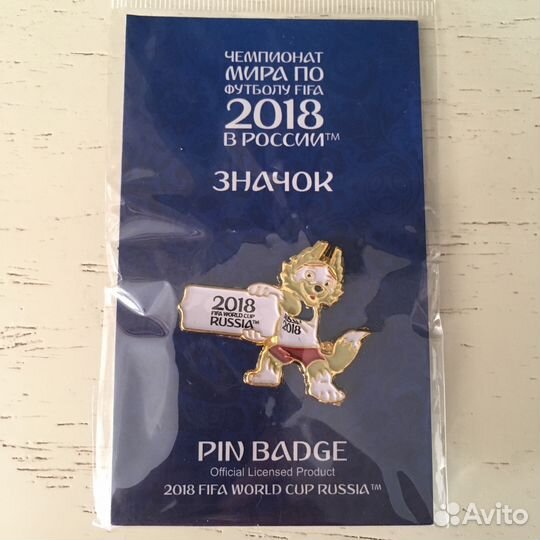 ЧЕМПИОНАТ
МИРА ПО
ФУТБОЛУ FIFA
2018
В РОССИИ™
ЗНАЧОК
2018
FIFA WORLD CUP
RUSSIA™
RUSSIA
2018
PIN BADGE
Official Licensed Product
2018 FIFA WORLD CUP RUSSIA™
Avito